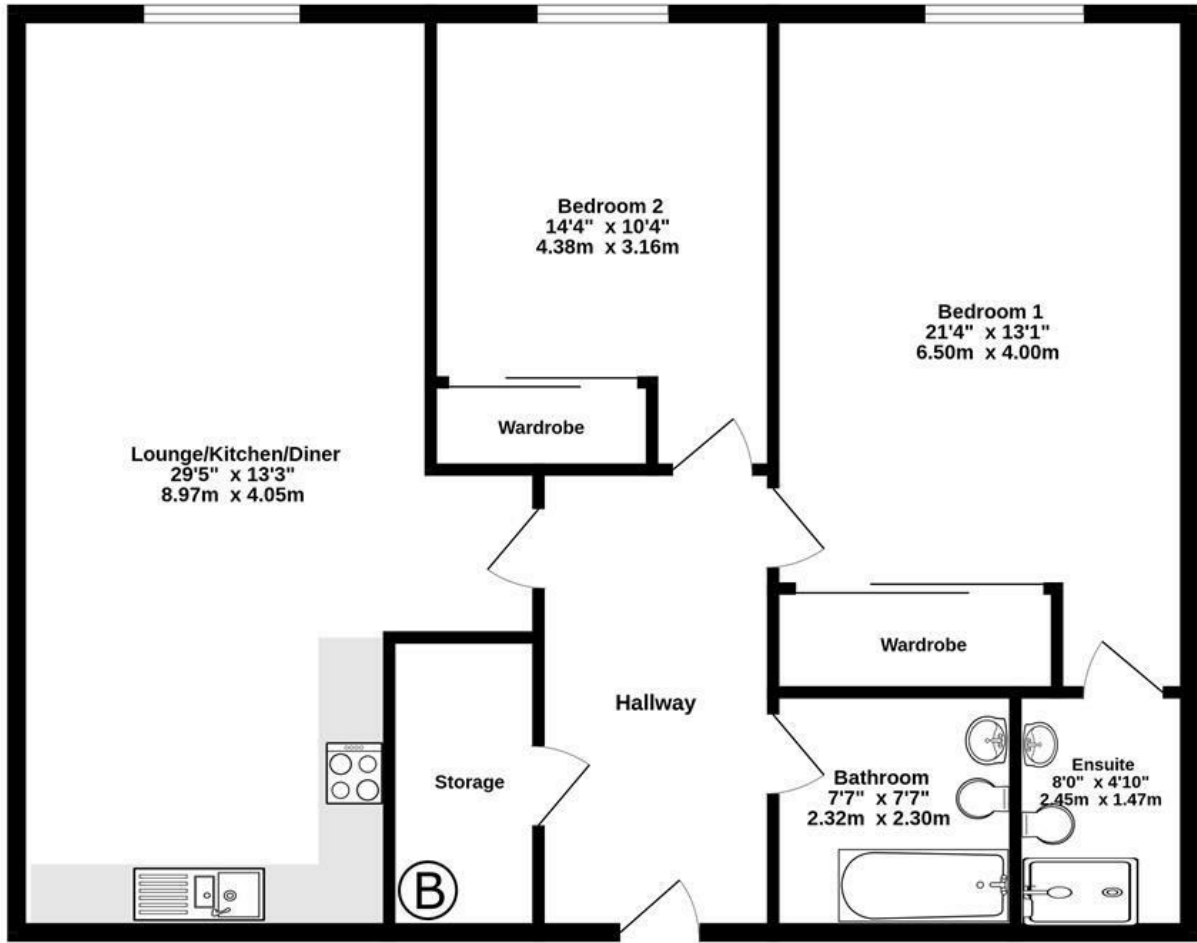 Bedroom 2
14'4" x 10'4"
4.38m x 3.16m
Bedroom 1
21'4" x 13'1"
6.50m x 4.00m
Wardrobe
Lounge/Kitchen/Diner
29'5" x 13'3"
8.97m x 4.05m
Wardrobe
Hallway
Storage
Bathroom
7'7" x 7'7"
2.32m x 2.30m
Ensuite
8'0" x 4'10"
2.45m x 1.47m
B